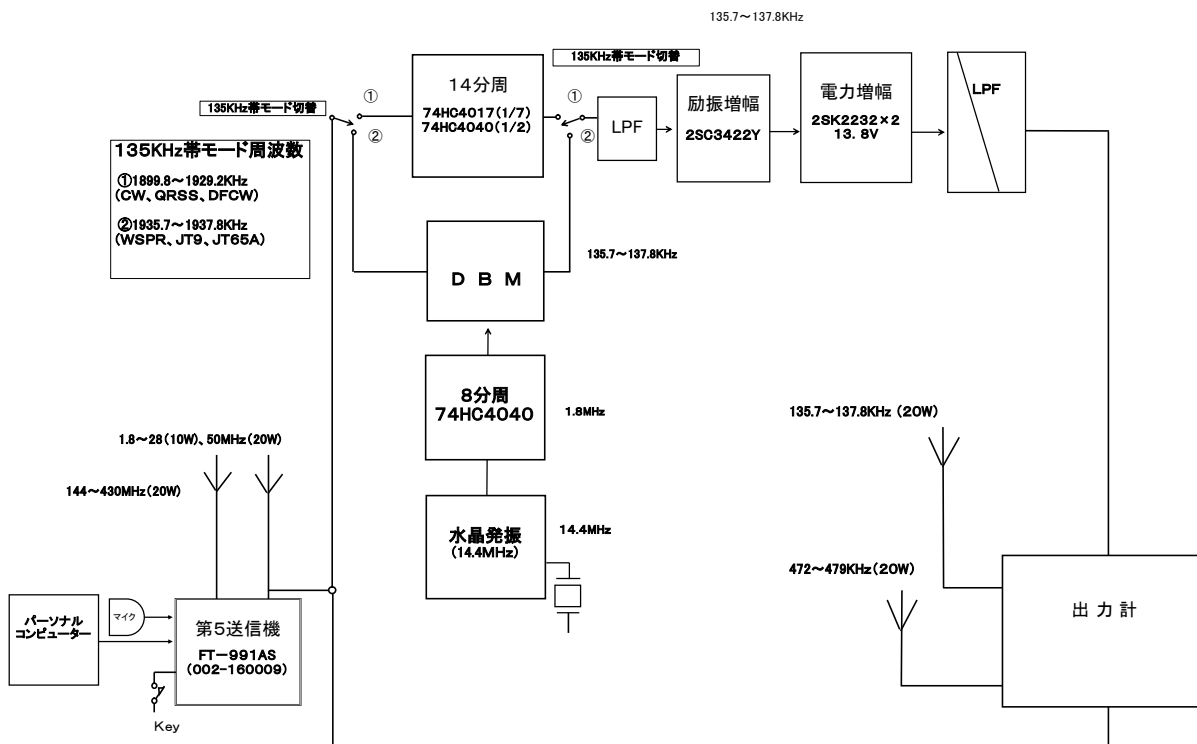 135.7～137.8KHz
135KHz帯モード切替
14分周
74HC4017(1/7)
74HC4040(1/2)
①
②
135KHz帯モード切替
①
②
LPF
励振増幅
2SC3422Y
電力増幅
2SK2232×2
13.8V
LPF
135KHz帯モード周波数
①1899.8～1929.2KHz
(CW、QRSS、DFCW)
②1935.7～1937.8KHz
(WSPR、JT9、JT65A)
DBM
135.7～137.8KHz
8分周
74HC4040
1.8MHz
水晶発振
(14.4MHz)
14.4MHz
1.8～28(10W)、50MHz(20W)
144～430MHz(20W)
135.7～137.8KHz(20W)
472～479KHz(20W)
出力計
パーソナル
コンピューター
マイク
第5送信機
FT-991AS
(002-160009)
Key